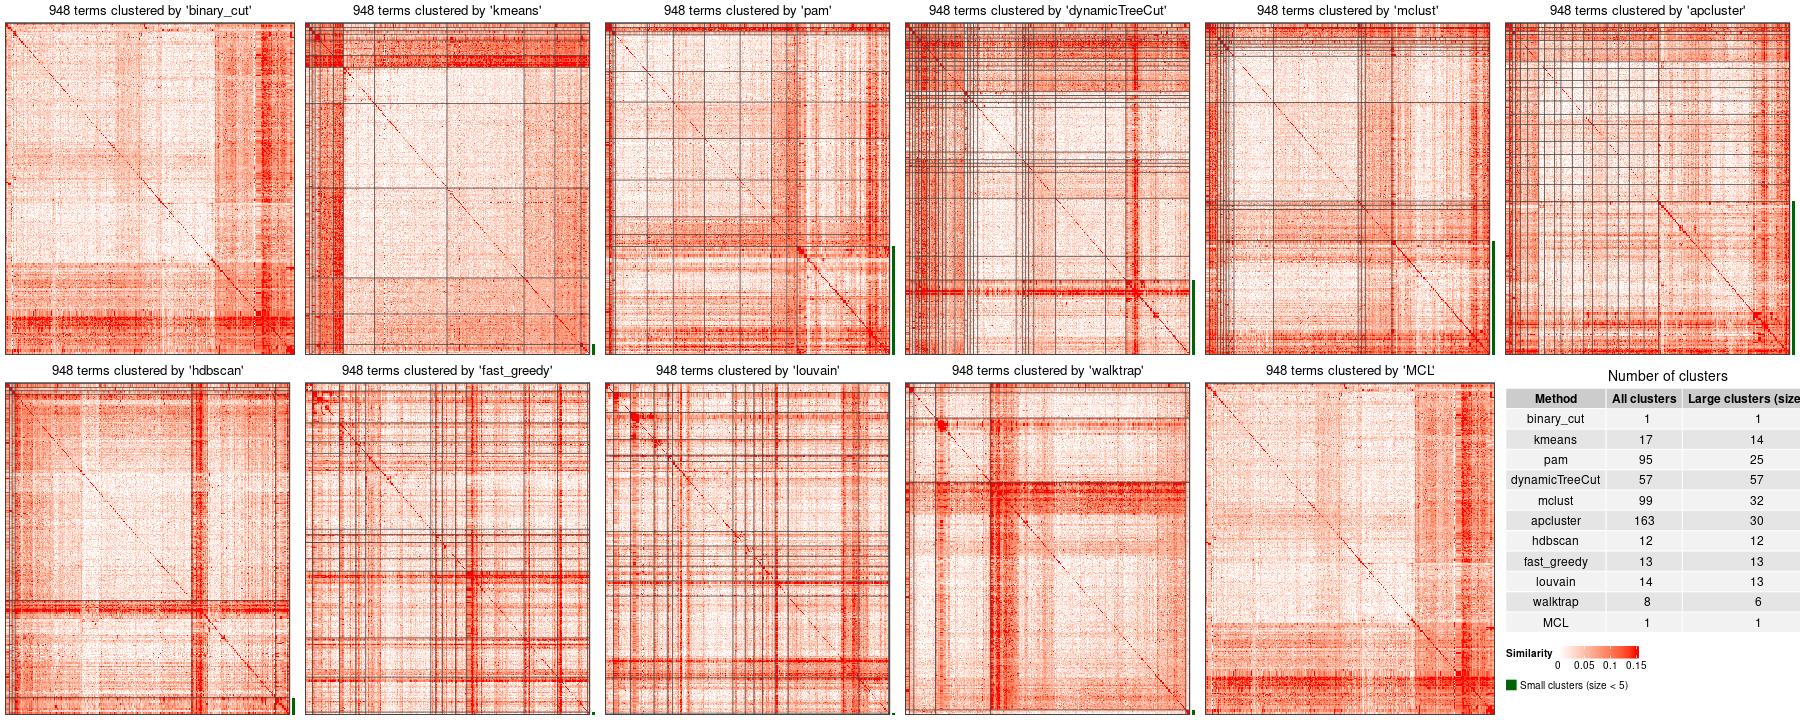 948 terms clustered by 'binary_cut'
948 terms clustered by 'kmeans'
948 terms clustered by 'pam'
948 terms clustered by 'dynamicTreeCut'
948 terms clustered by 'mclust'
948 terms clustered by 'apcluster'
948 terms clustered by 'hdbscan'
948 terms clustered by 'fast_greedy'
948 terms clustered by 'louvain'
948 terms clustered by 'walktrap'
948 terms clustered by 'MCL'
Number of clusters
Method All clusters Large clusters (size
binary_cut 1 1
kmeans 17 14
pam 95 25
dynamicTreeCut 57 57
mclust 99 32
apcluster 163 30
hdbscan 12 12
fast_greedy 13 13
louvain 14 13
walktrap 8 6
MCL 1 1
Similarity
0 0.05 0.1 0.15
Small clusters (size < 5)